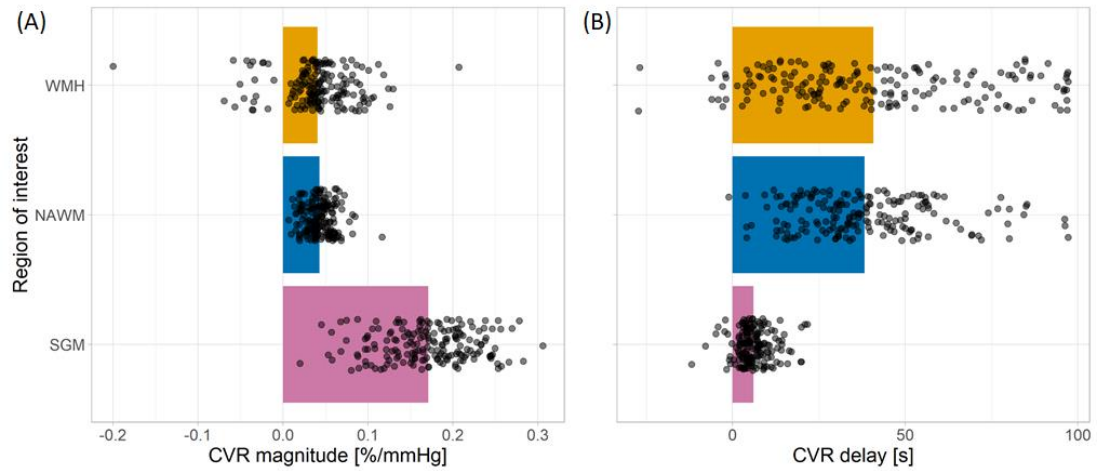 (A)
Region of interest
WMH
NAWM
SGM
-0.2 -0.1 0.0 0.1 0.2 0.3
CVR magnitude [%/mmHg]
(B)
0 50 100
CVR delay [s]